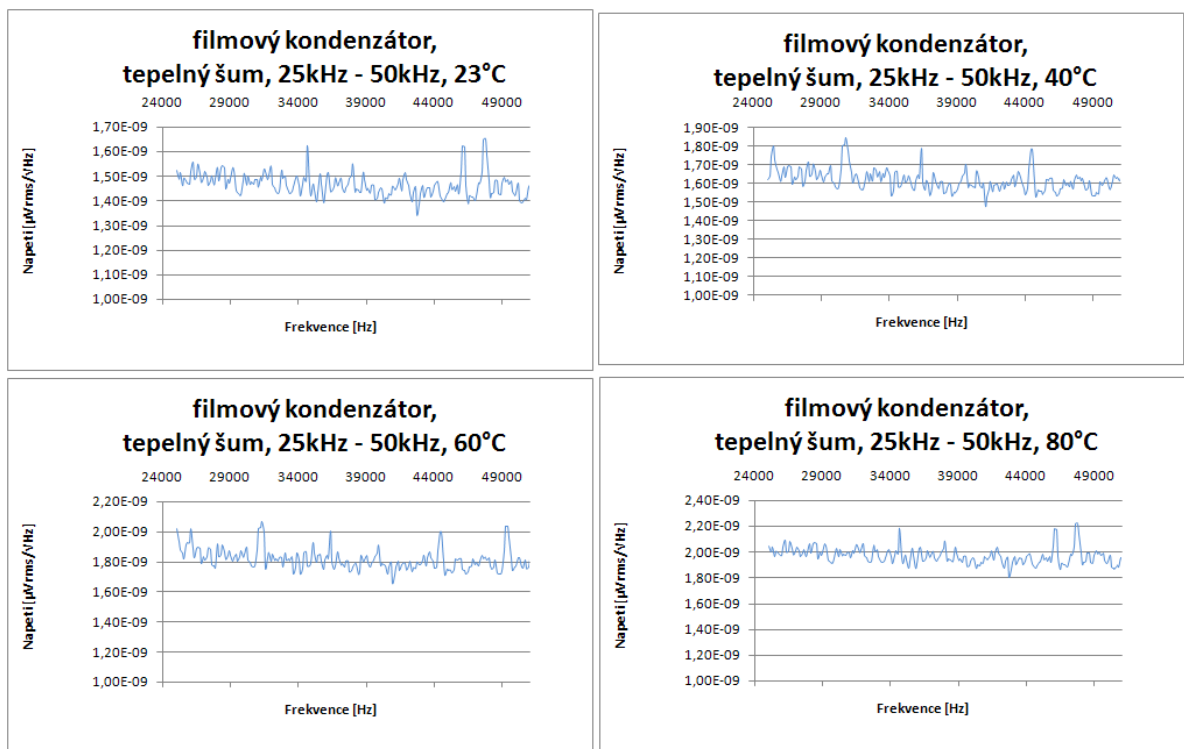 filmový kondenzátor,
tepelný šum, 25kHz - 50kHz, 23°C
24000 29000 34000 39000 44000 49000
1,70E-09
1,60E-09
1,50E-09
1,40E-09
1,30E-09
1,20E-09
1,10E-09
1,00E-09
Napeti [µVrms/√Hz]
Frekvence [Hz]
filmový kondenzátor,
tepelný šum, 25kHz - 50kHz, 40°C
24000 29000 34000 39000 44000 49000
1,90E-09
1,80E-09
1,70E-09
1,60E-09
1,50E-09
1,40E-09
1,30E-09
1,20E-09
1,10E-09
1,00E-09
Napeti [µVrms/√Hz]
Frekvence [Hz]
filmový kondenzátor,
tepelný šum, 25kHz - 50kHz, 60°C
24000 29000 34000 39000 44000 49000
2,20E-09
2,00E-09
1,80E-09
1,60E-09
1,40E-09
1,20E-09
1,00E-09
Napeti [µVrms/√Hz]
Frekvence [Hz]
filmový kondenzátor,
tepelný šum, 25kHz - 50kHz, 80°C
24000 29000 34000 39000 44000 49000
2,40E-09
2,20E-09
2,00E-09
1,80E-09
1,60E-09
1,40E-09
1,20E-09
1,00E-09
Napeti [µVrms/√Hz]
Frekvence [Hz]